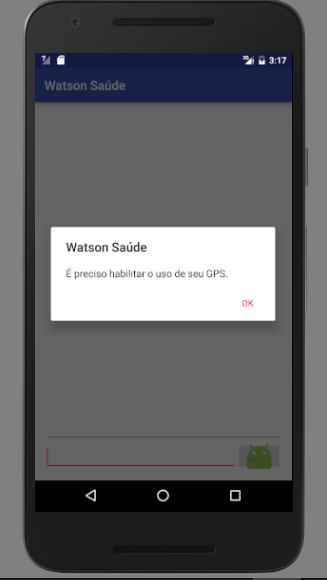 3:17
Watson Saúde
Watson Saúde
É preciso habilitar o uso de seu GPS.
OK